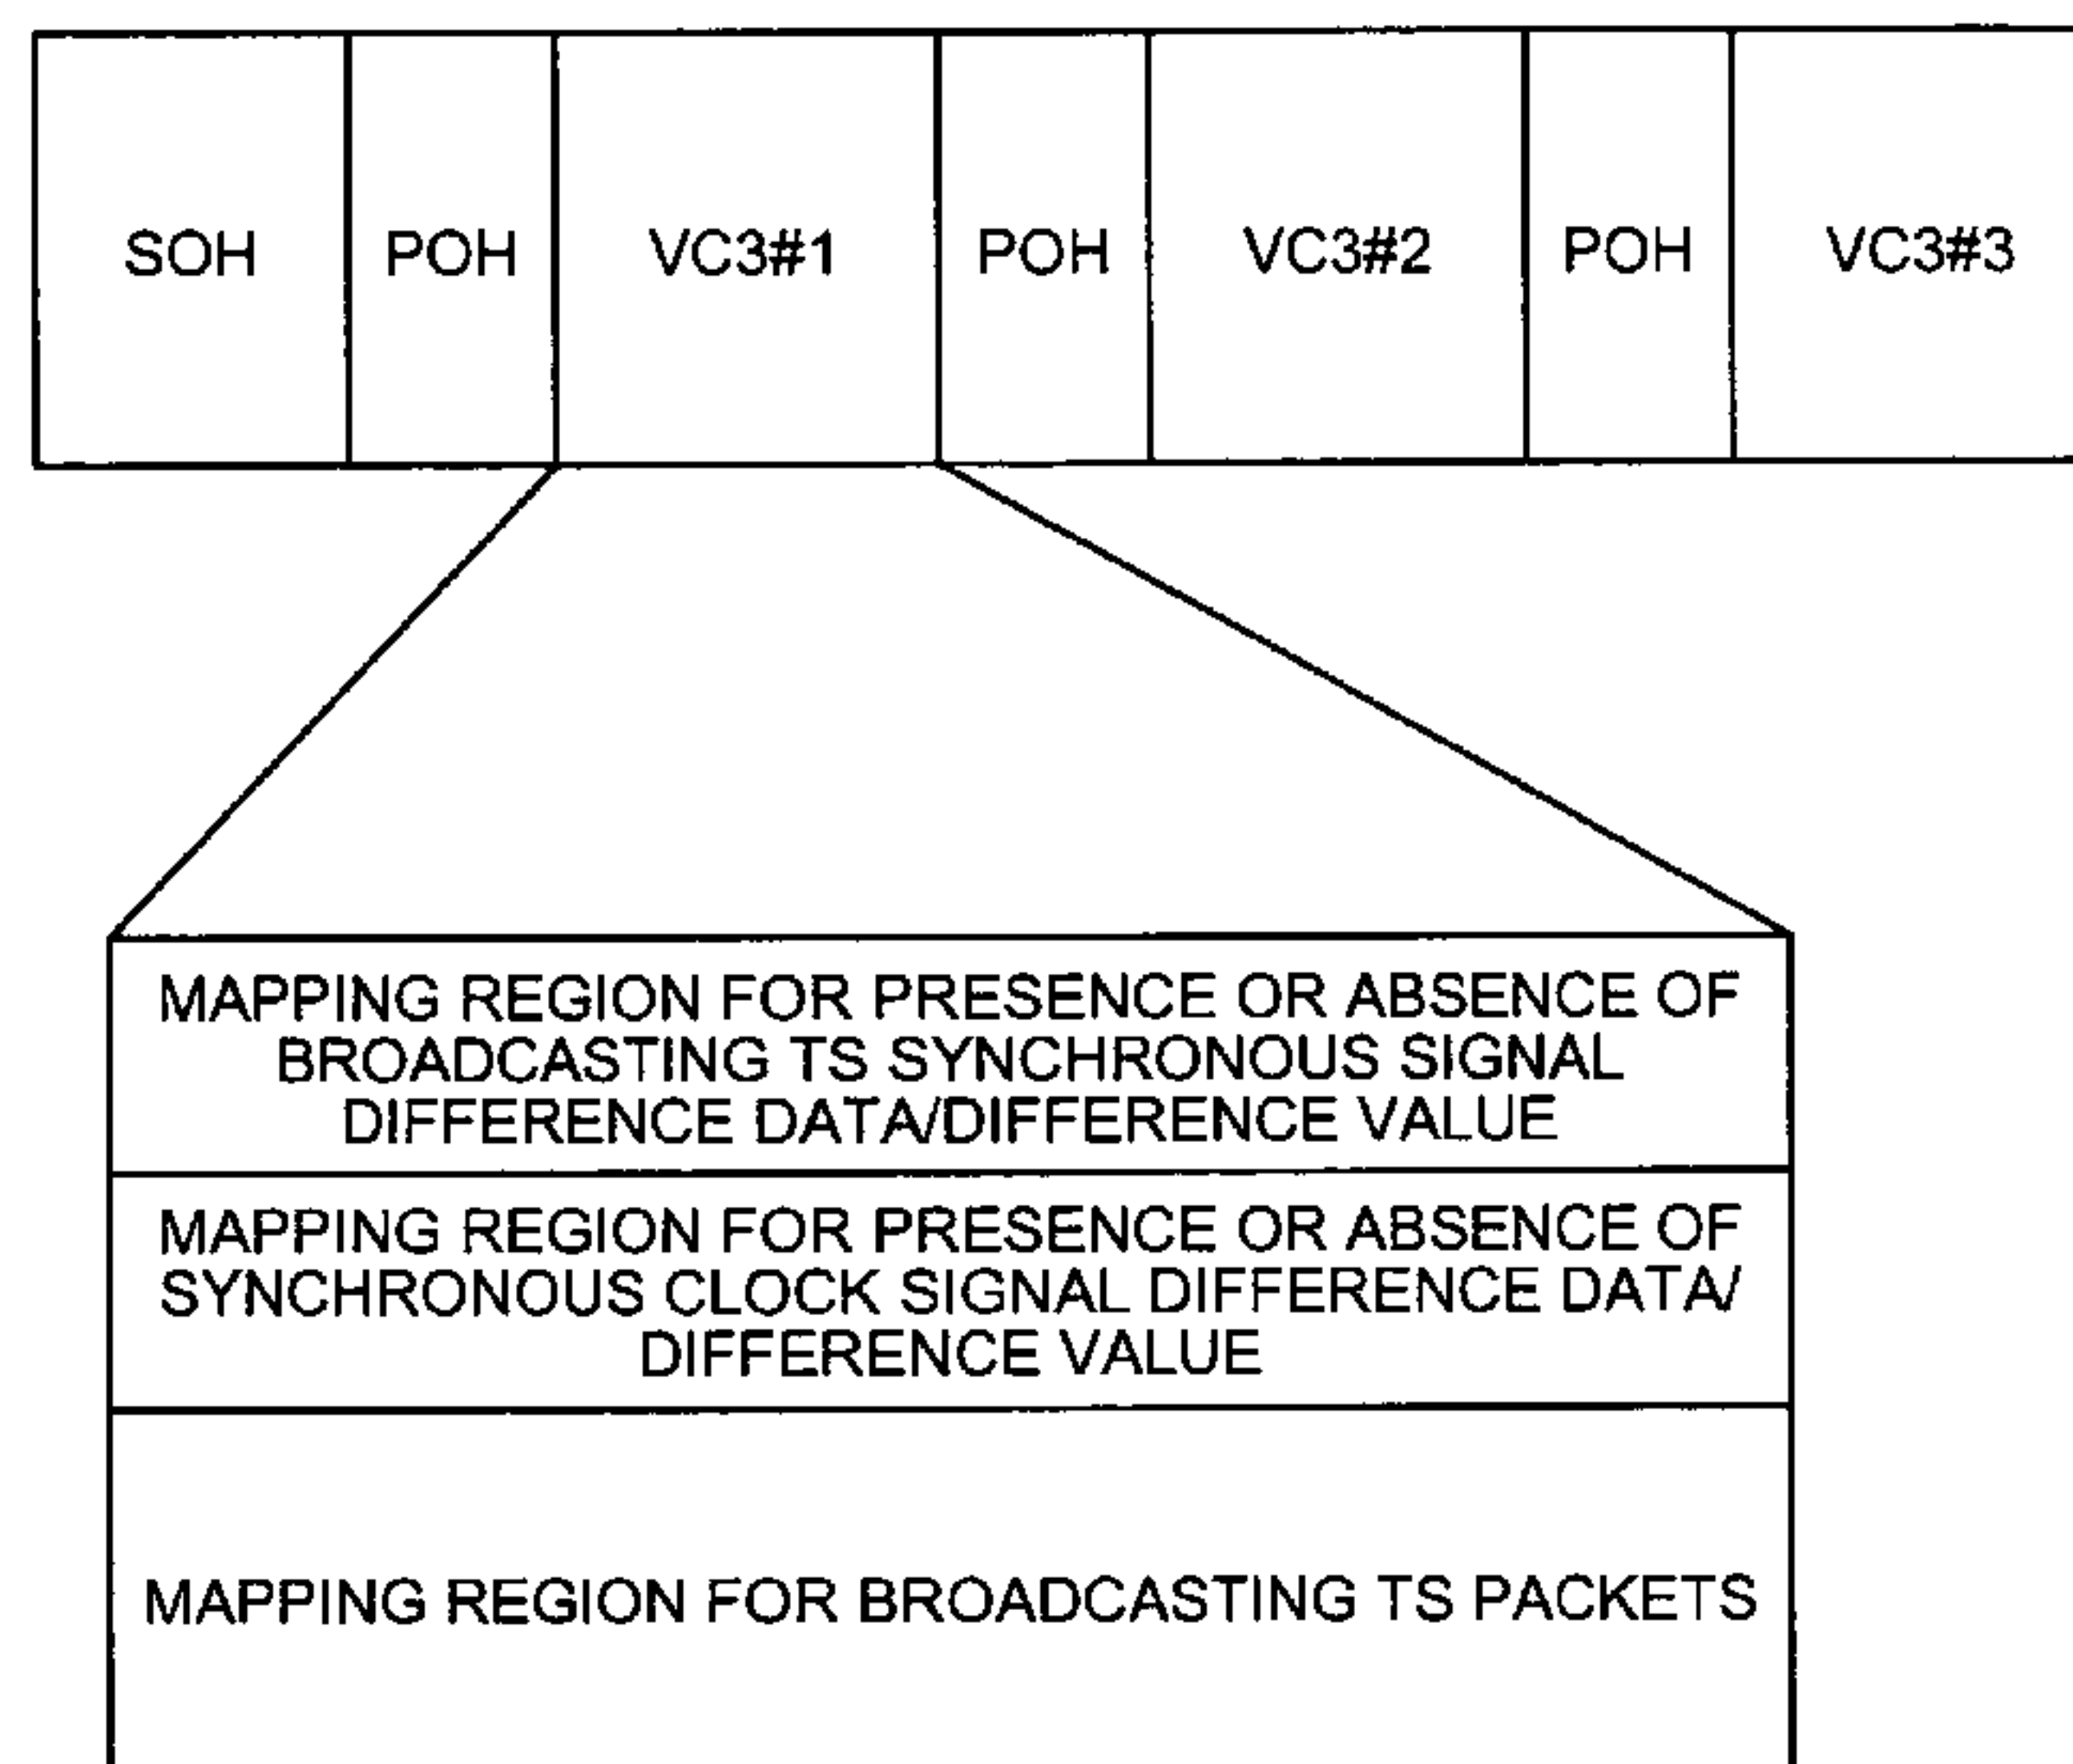 SOH POH VC3#1 POH VC3#2 POH VC3#3
MAPPING REGION FOR PRESENCE OR ABSENCE OF
BROADCASTING TS SYNCHRONOUS SIGNAL
DIFFERENCE DATA/DIFFERENCE VALUE
MAPPING REGION FOR PRESENCE OR ABSENCE OF
SYNCHRONOUS CLOCK SIGNAL DIFFERENCE DATA/
DIFFERENCE VALUE
MAPPING REGION FOR BROADCASTING TS PACKETS